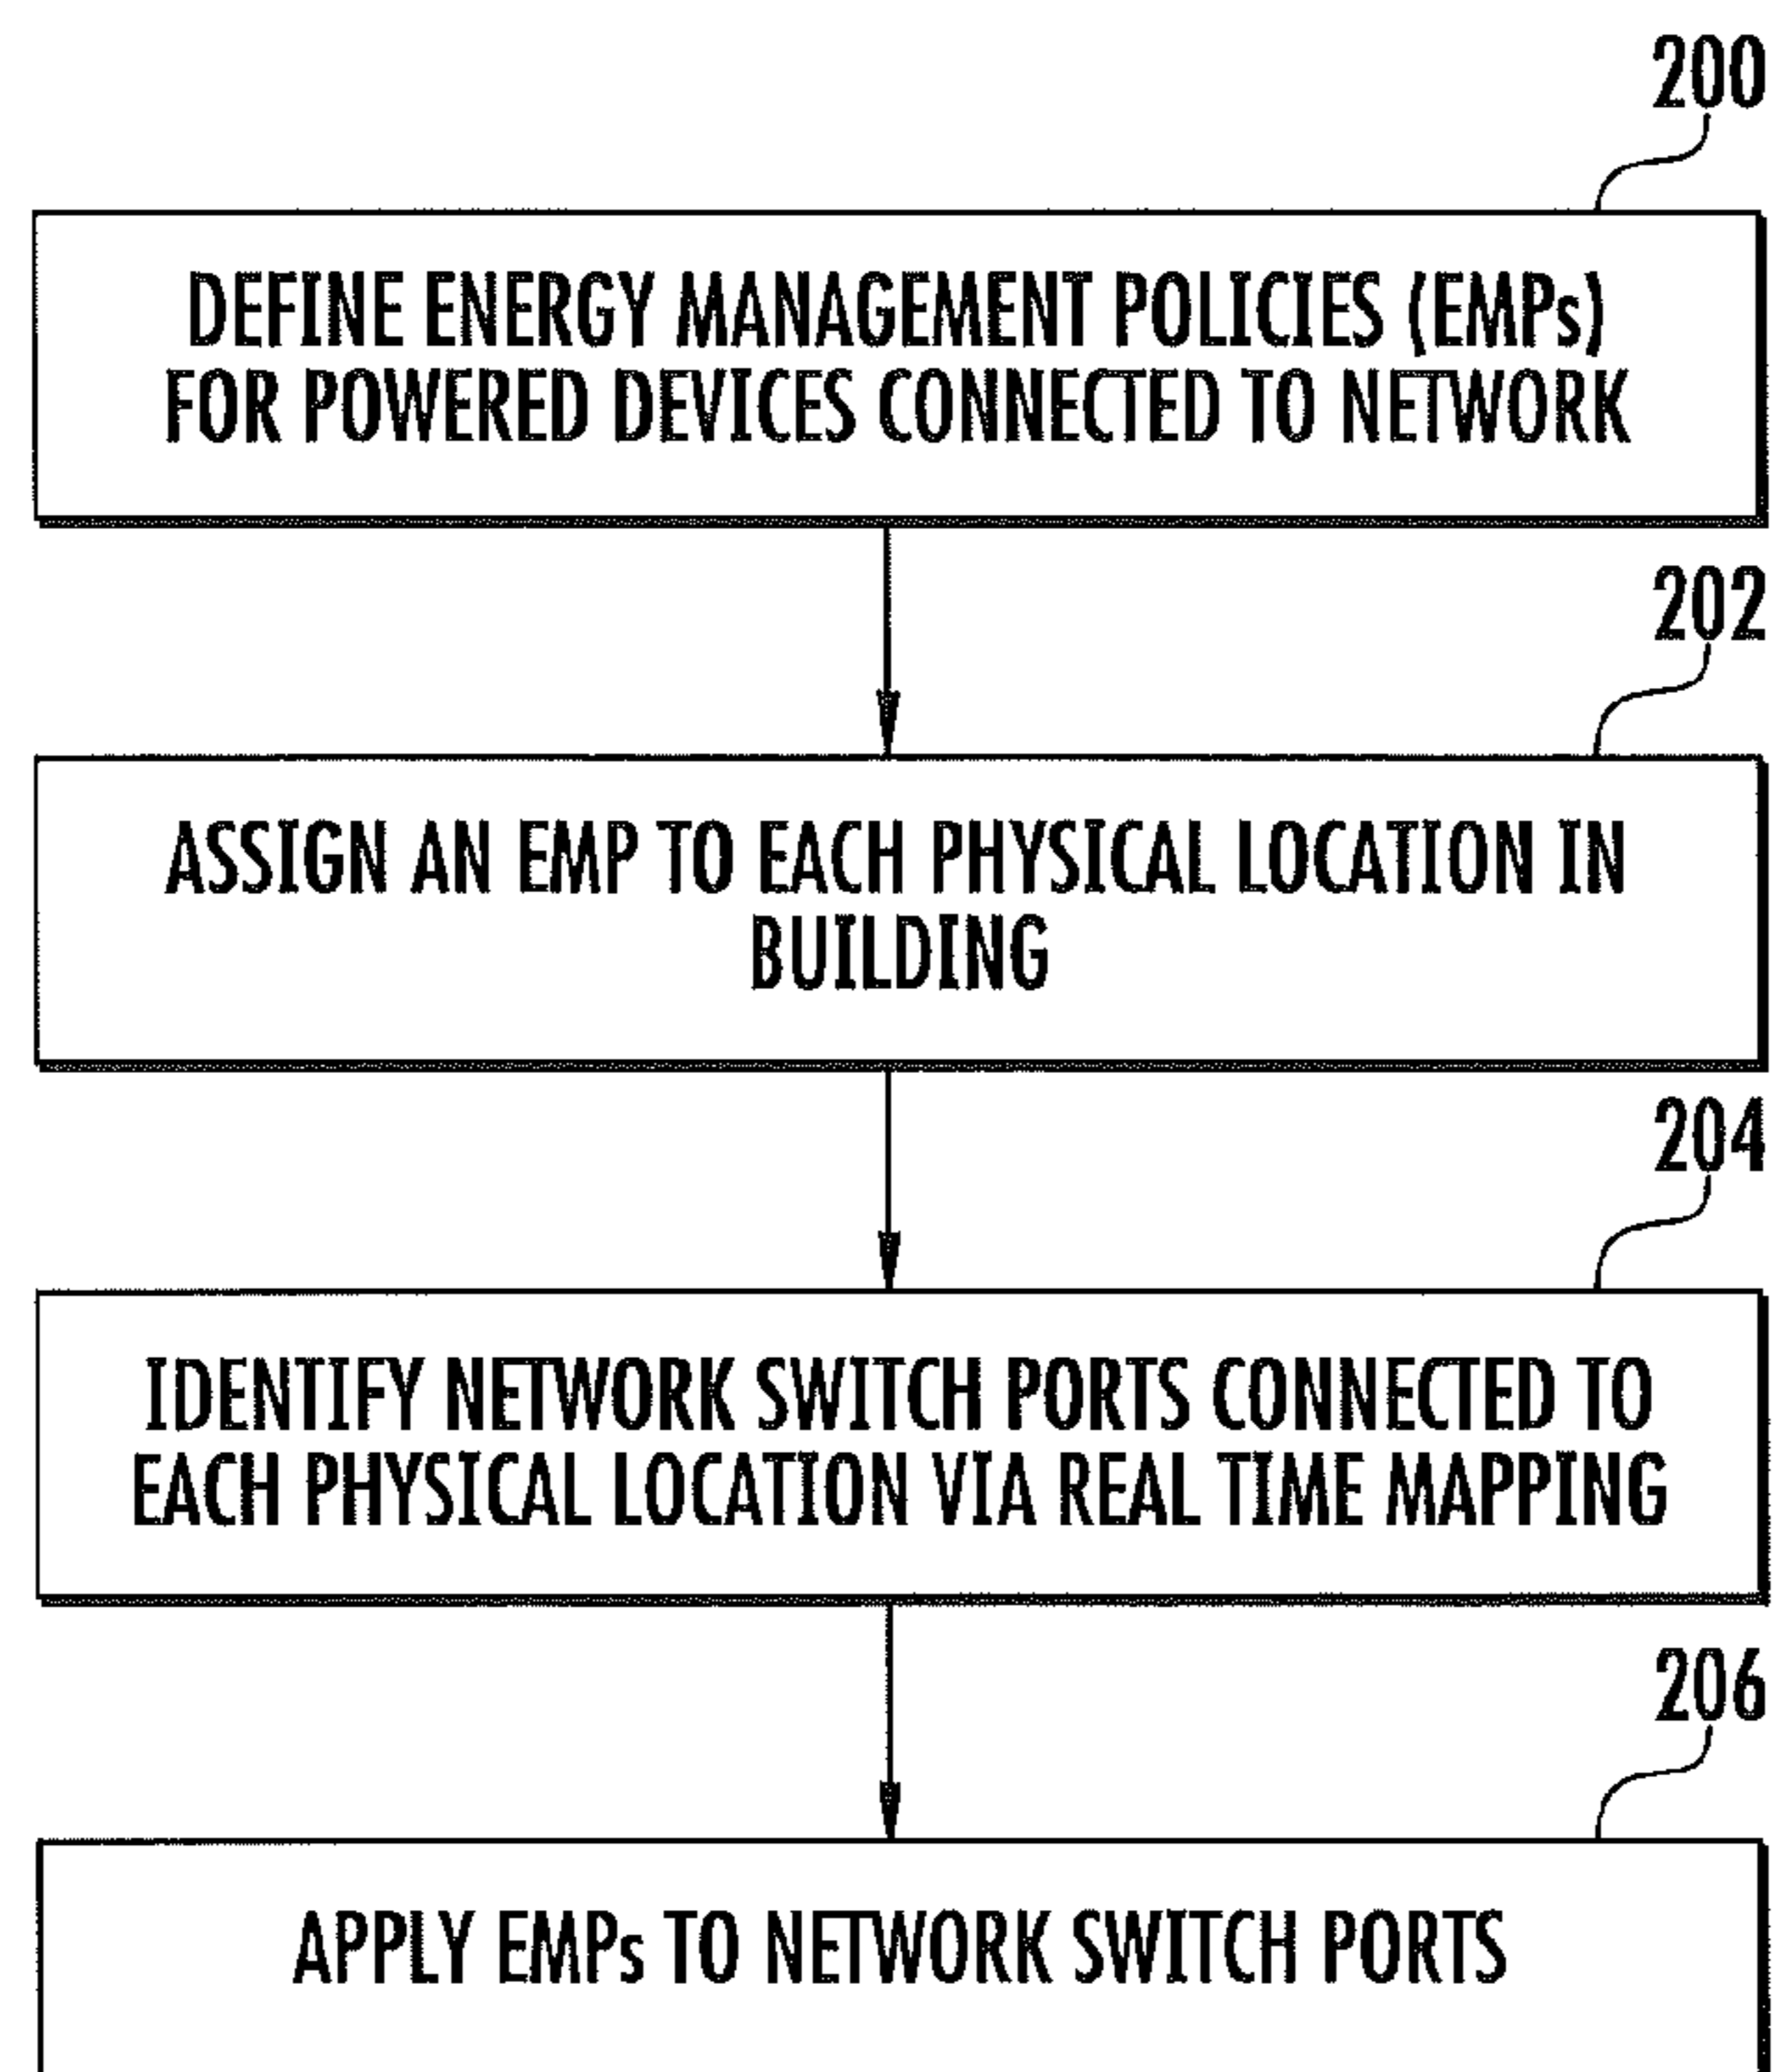 200
DEFINE ENERGY MANAGEMENT POLICIES (EMPs)
FOR POWERED DEVICES CONNECTED TO NETWORK
202
ASSIGN AN EMP TO EACH PHYSICAL LOCATION IN
BUILDING
204
IDENTIFY NETWORK SWITCH PORTS CONNECTED TO
EACH PHYSICAL LOCATION VIA REAL TIME MAPPING
206
APPLY EMPs TO NETWORK SWITCH PORTS